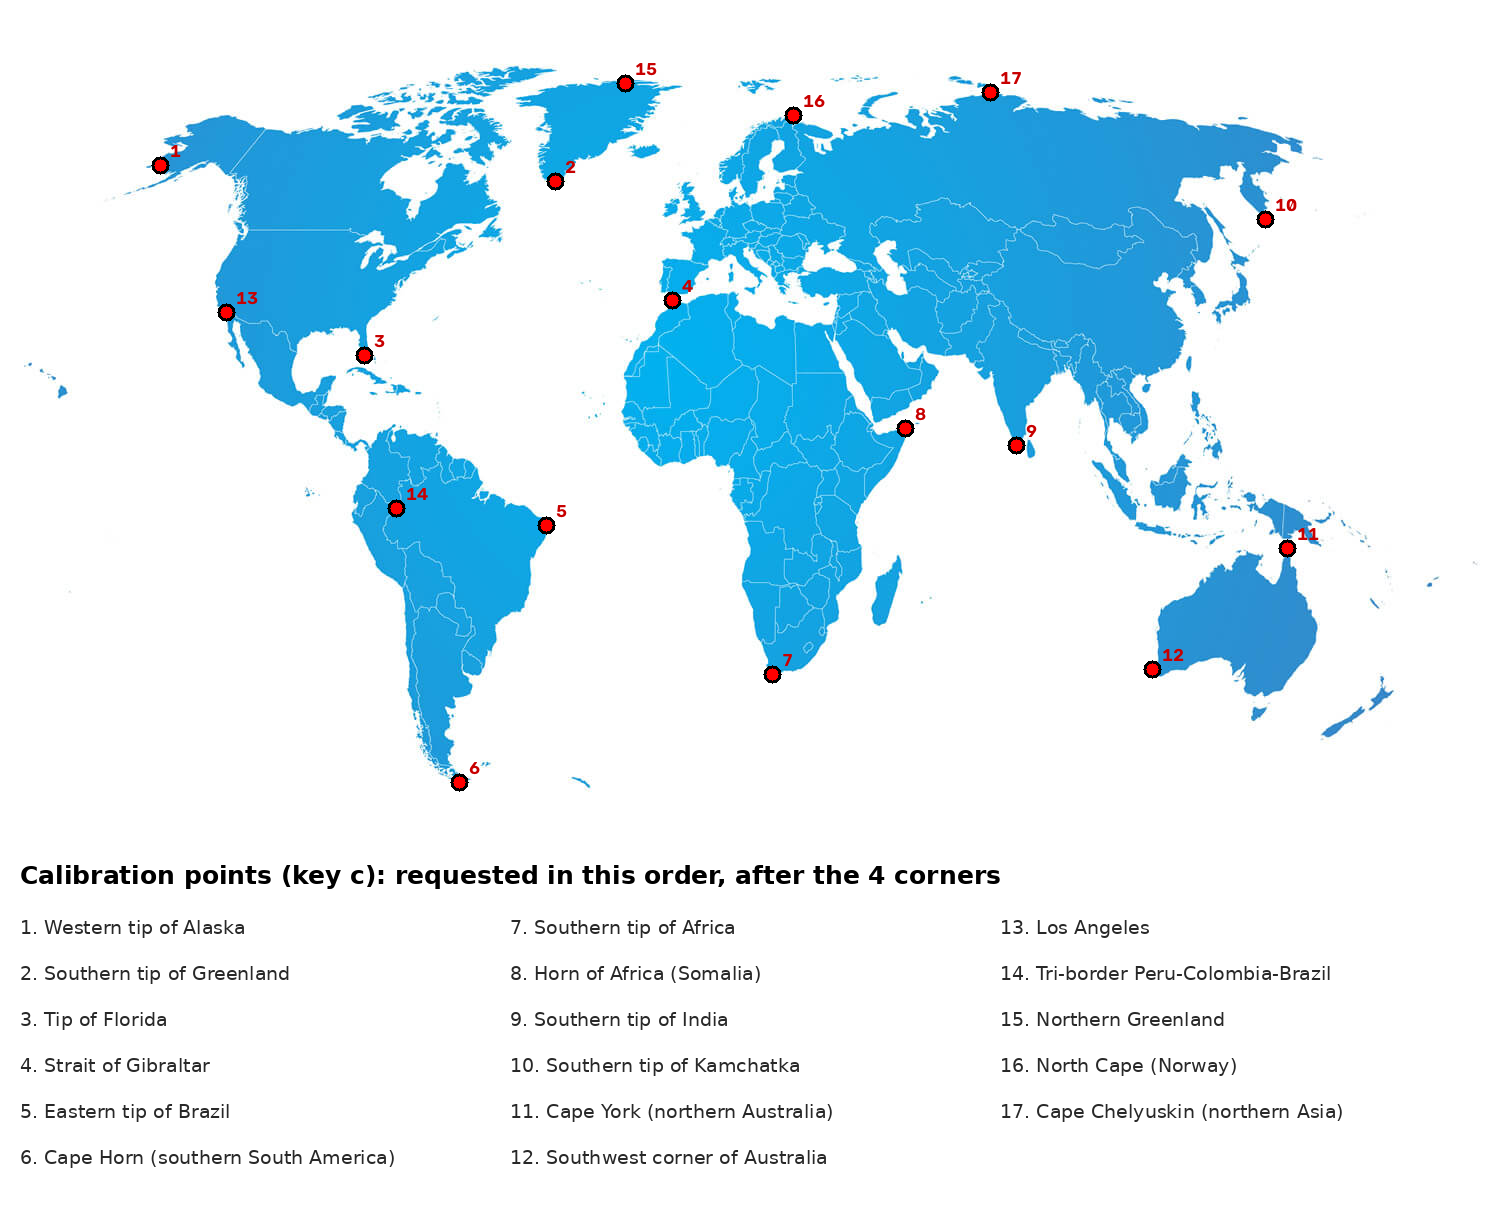 15
17
16
1
2
10
13
4
3
8
9
14
5
11
12
7
6
Calibration points (key c): requested in this order, after the 4 corners
1. Western tip of Alaska
2. Southern tip of Greenland
3. Tip of Florida
4. Strait of Gibraltar
5. Eastern tip of Brazil
6. Cape Horn (southern South America)
7. Southern tip of Africa
8. Horn of Africa (Somalia)
9. Southern tip of India
10. Southern tip of Kamchatka
11. Cape York (northern Australia)
12. Southwest corner of Australia
13. Los Angeles
14. Tri-border Peru-Colombia-Brazil
15. Northern Greenland
16. North Cape (Norway)
17. Cape Chelyuskin (northern Asia)